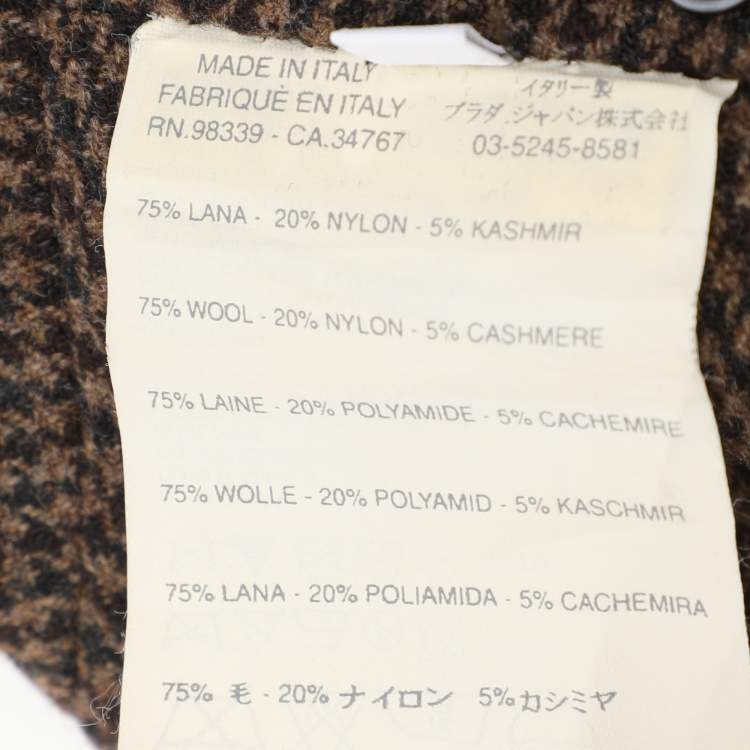 MADE IN ITALY
FABRIQUÈ EN ITALY
RN.98339 - CA.34767
イタリー製
プラダ ジャパン株式会社
03-5245-8581
75% LANA - 20% NYLON - 5% KASHMIR
75% WOOL - 20% NYLON - 5% CASHMERE
75% LAINE - 20% POLYAMIDE - 5% CACHEMIRE
75% WOLLE - 20% POLYAMID - 5% KASCHMIR
75% LANA - 20% POLIAMIDA - 5% CACHEMIRA
75% 毛 - 20% ナイロン 5%カシミヤ